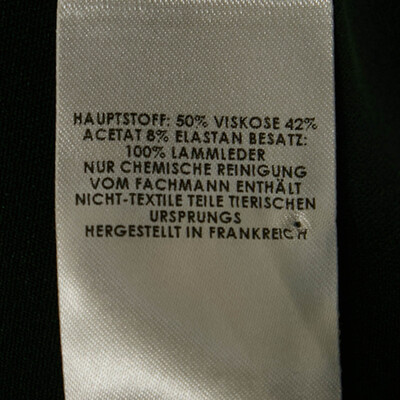 HAUPTSTOFF: 50% VISKOSE 42%
ACETAT 8% ELASTAN BESATZ:
100% LAMMLEDER
NUR CHEMISCHE REINIGUNG
VOM FACHMANN ENTHÄLT
NICHT-TEXTILE TEILE TIERISCHEN
URSPRUNGS
HERGESTELLT IN FRANKREICH